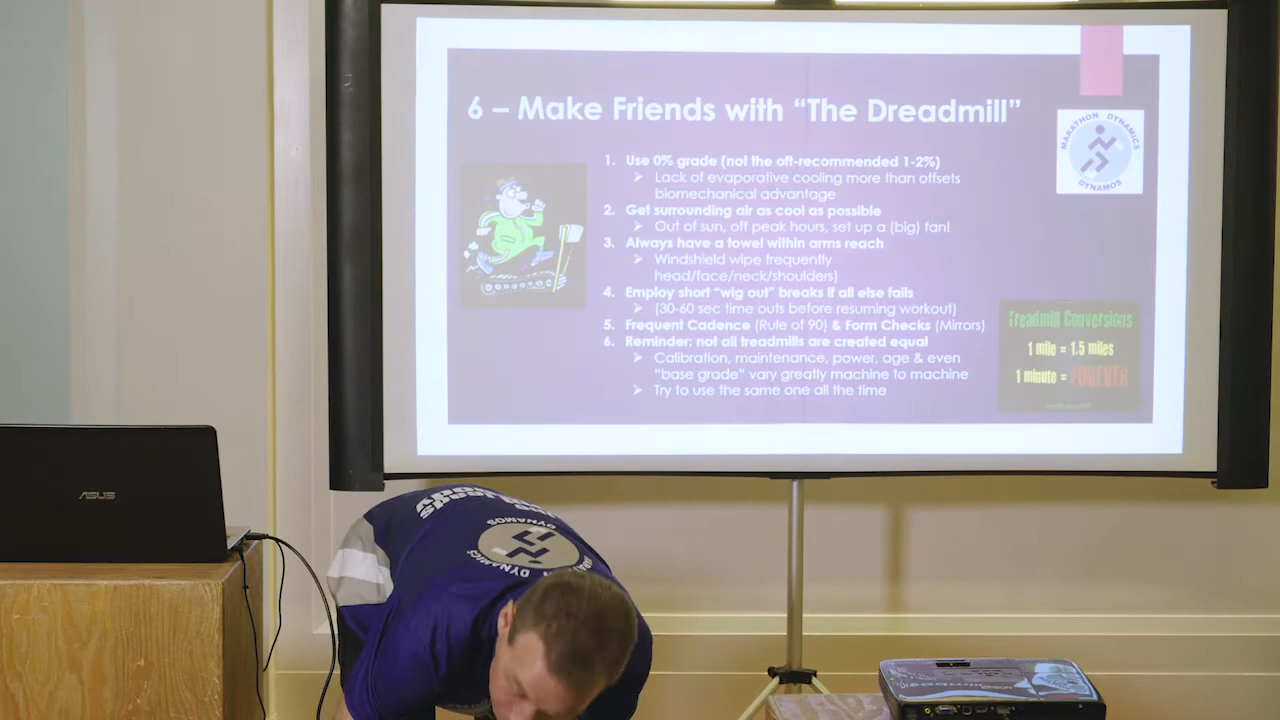 6 – Make Friends with “The Dreadmill”
MARATHON DYNAMICS
DYNAMOS
1. Use 0% grade (not the oft-recommended 1-2%)
➢ Lack of evaporative cooling more than offsets
biomechanical advantage
2. Get surrounding air as cool as possible
➢ Out of sun, off peak hours, set up a (big) fan!
3. Always have a towel within arms reach
➢ Windshield wipe frequently
head/face/neck/shoulders)
4. Employ short “wig out” breaks if all else fails
➢ (30-60 sec time outs before resuming workout)
5. Frequent Cadence (Rule of 90) & Form Checks (Mirrors)
6. Reminder: not all treadmills are created equal
➢ Calibration, maintenance, power, age & even
“base grade” vary greatly machine to machine
➢ Try to use the same one all the time
Treadmill Conversions
1 mile = 1.5 miles
1 minute = FOREVER
ASUS
DYNAMOS
DYNAMICS